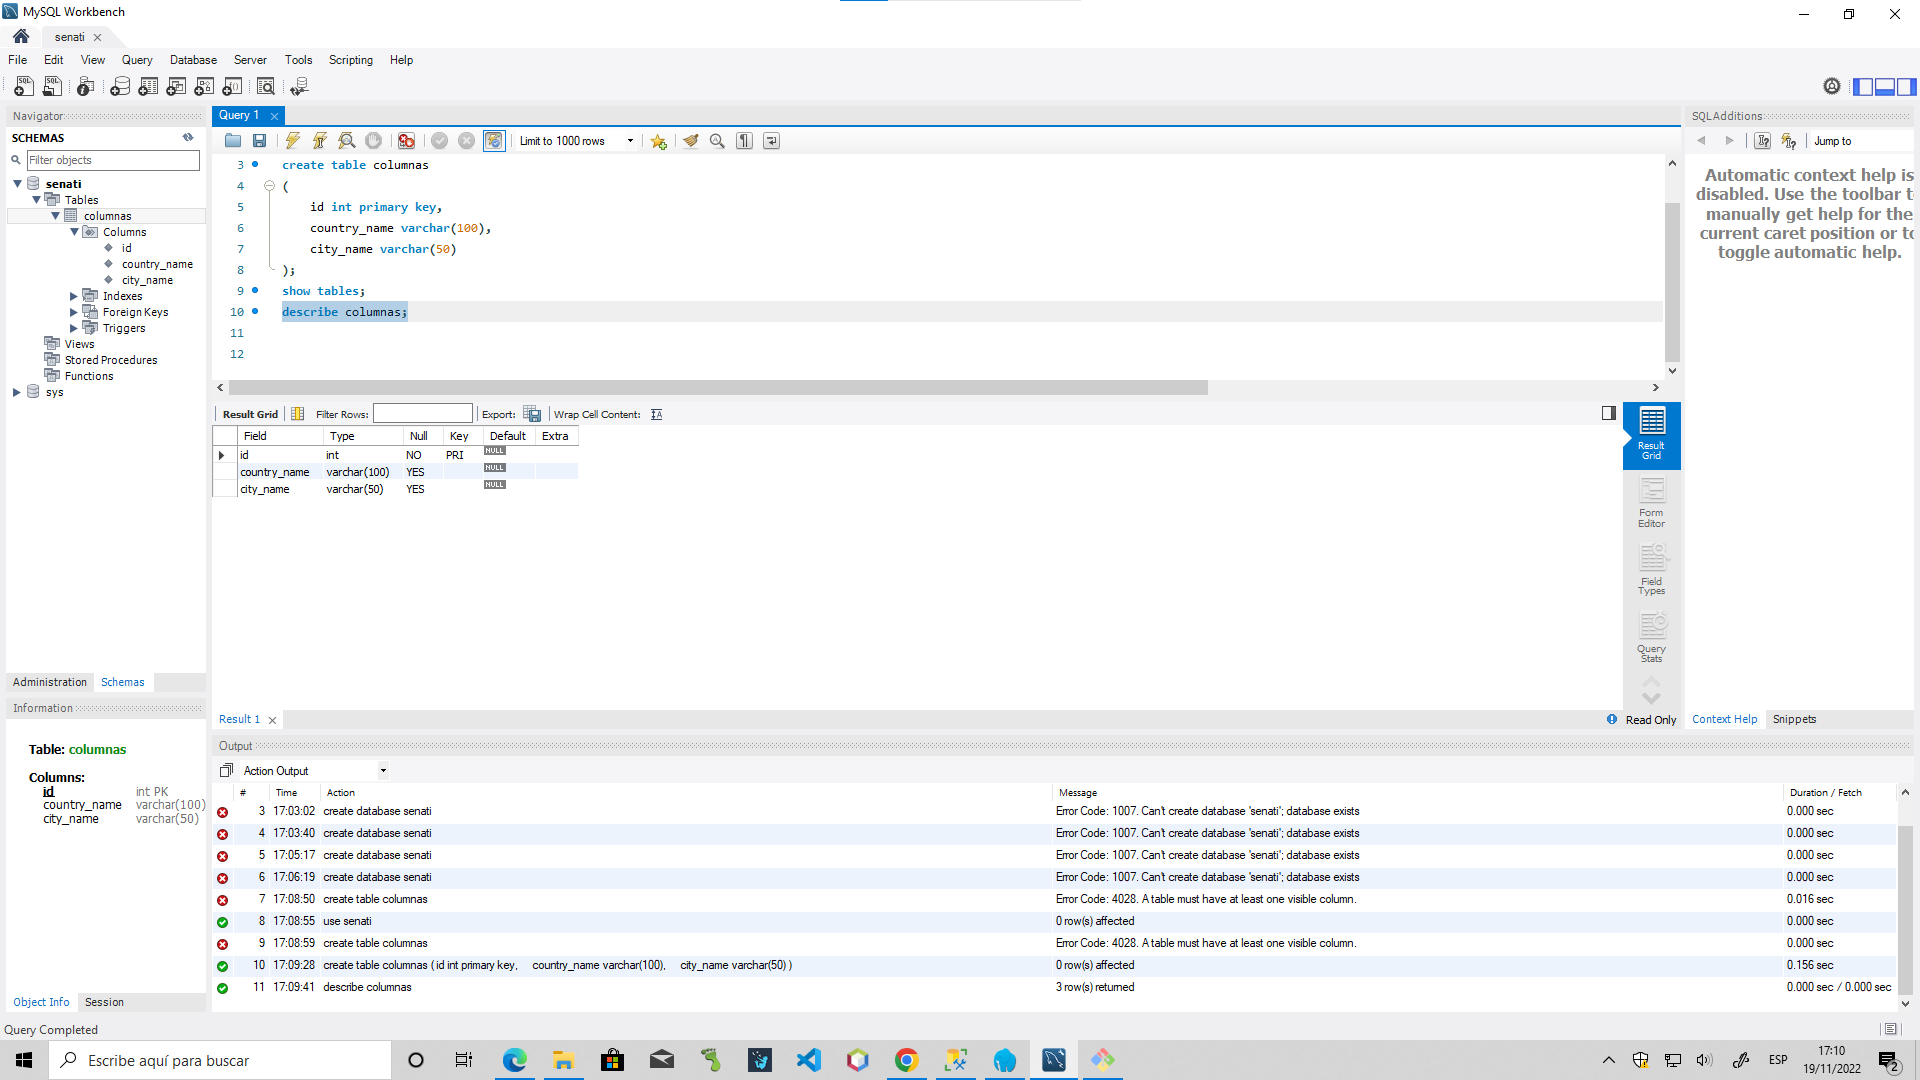 MySQL Workbench
senati
File Edit View Query Database Server Tools Scripting Help
Navigator
SCHEMAS
Filter objects
senati
Tables
columnas
Columns
id
country_name
city_name
Indexes
Foreign Keys
Triggers
Views
Stored Procedures
Functions
sys
Administration Schemas
Information
Table: columnas
Columns:
id int PK
country_name varchar(100)
city_name varchar(50)
Object Info Session
Query 1
Limit to 1000 rows
3 create table columnas
4 (
5 id int primary key,
6 country_name varchar(100),
7 city_name varchar(50)
8 );
9 show tables;
10 describe columnas;
11
12
Result Grid Filter Rows: Export: Wrap Cell Content:
Field Type Null Key Default Extra
id int NO PRI NULL
country_name varchar(100) YES NULL
city_name varchar(50) YES NULL
Result
Grid
Form
Editor
Field
Types
Query
Stats
Result 1
Read Only
SQLAdditions
Jump to
Automatic context help is
disabled. Use the toolbar t
manually get help for the
current caret position or to
toggle automatic help.
Context Help Snippets
Output
Action Output
# Time Action Message Duration / Fetch
3 17:03:02 create database senati Error Code: 1007. Can't create database 'senati'; database exists 0.000 sec
4 17:03:40 create database senati Error Code: 1007. Can't create database 'senati'; database exists 0.000 sec
5 17:05:17 create database senati Error Code: 1007. Can't create database 'senati'; database exists 0.000 sec
6 17:06:19 create database senati Error Code: 1007. Can't create database 'senati'; database exists 0.000 sec
7 17:08:50 create table columnas Error Code: 4028. A table must have at least one visible column. 0.016 sec
8 17:08:55 use senati 0 row(s) affected 0.000 sec
9 17:08:59 create table columnas Error Code: 4028. A table must have at least one visible column. 0.000 sec
10 17:09:28 create table columnas ( id int primary key, country_name varchar(100), city_name varchar(50) ) 0 row(s) affected 0.156 sec
11 17:09:41 describe columnas 3 row(s) returned 0.000 sec / 0.000 sec
Query Completed
Escribe aquí para buscar
ESP
17:10
19/11/2022
2